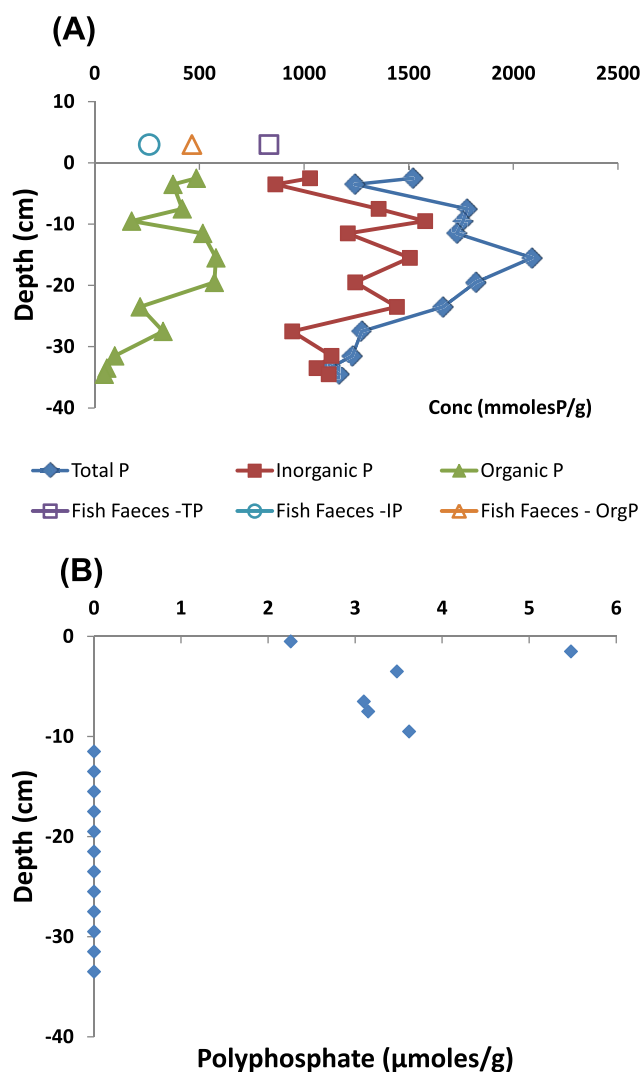 (A)
0 500 1000 1500 2000 2500
10
0
-10
-20
-30
-40
Depth (cm)
Conc (mmolesP/g)
Total P Inorganic P Organic P
Fish Faeces -TP Fish Faeces -IP Fish Faeces - OrgP
(B)
0 1 2 3 4 5 6
0
-10
-20
-30
-40
Depth (cm)
Polyphosphate (μmoles/g)